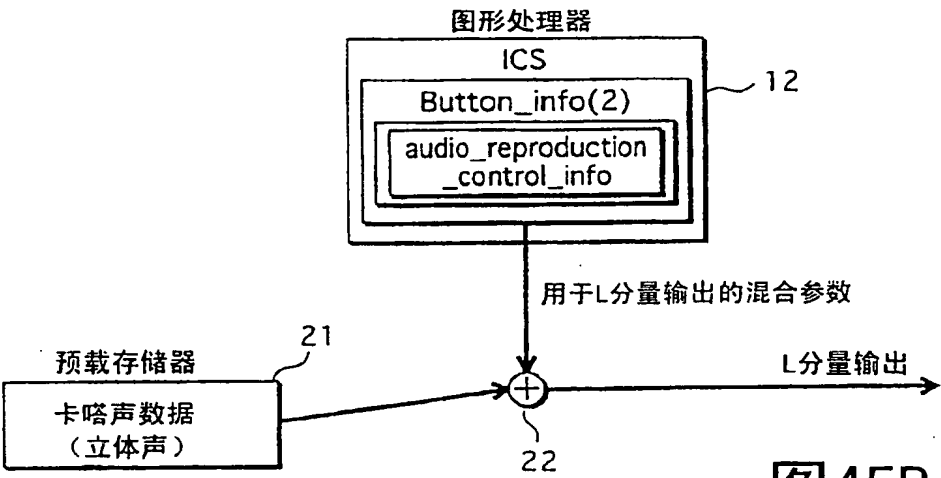 图形处理器
ICS
12
Button_info(2)
audio_reproduction
_control_info
用于L分量输出的混合参数
21
预载存储器
L分量输出
卡嗒声数据
（立体声）
22